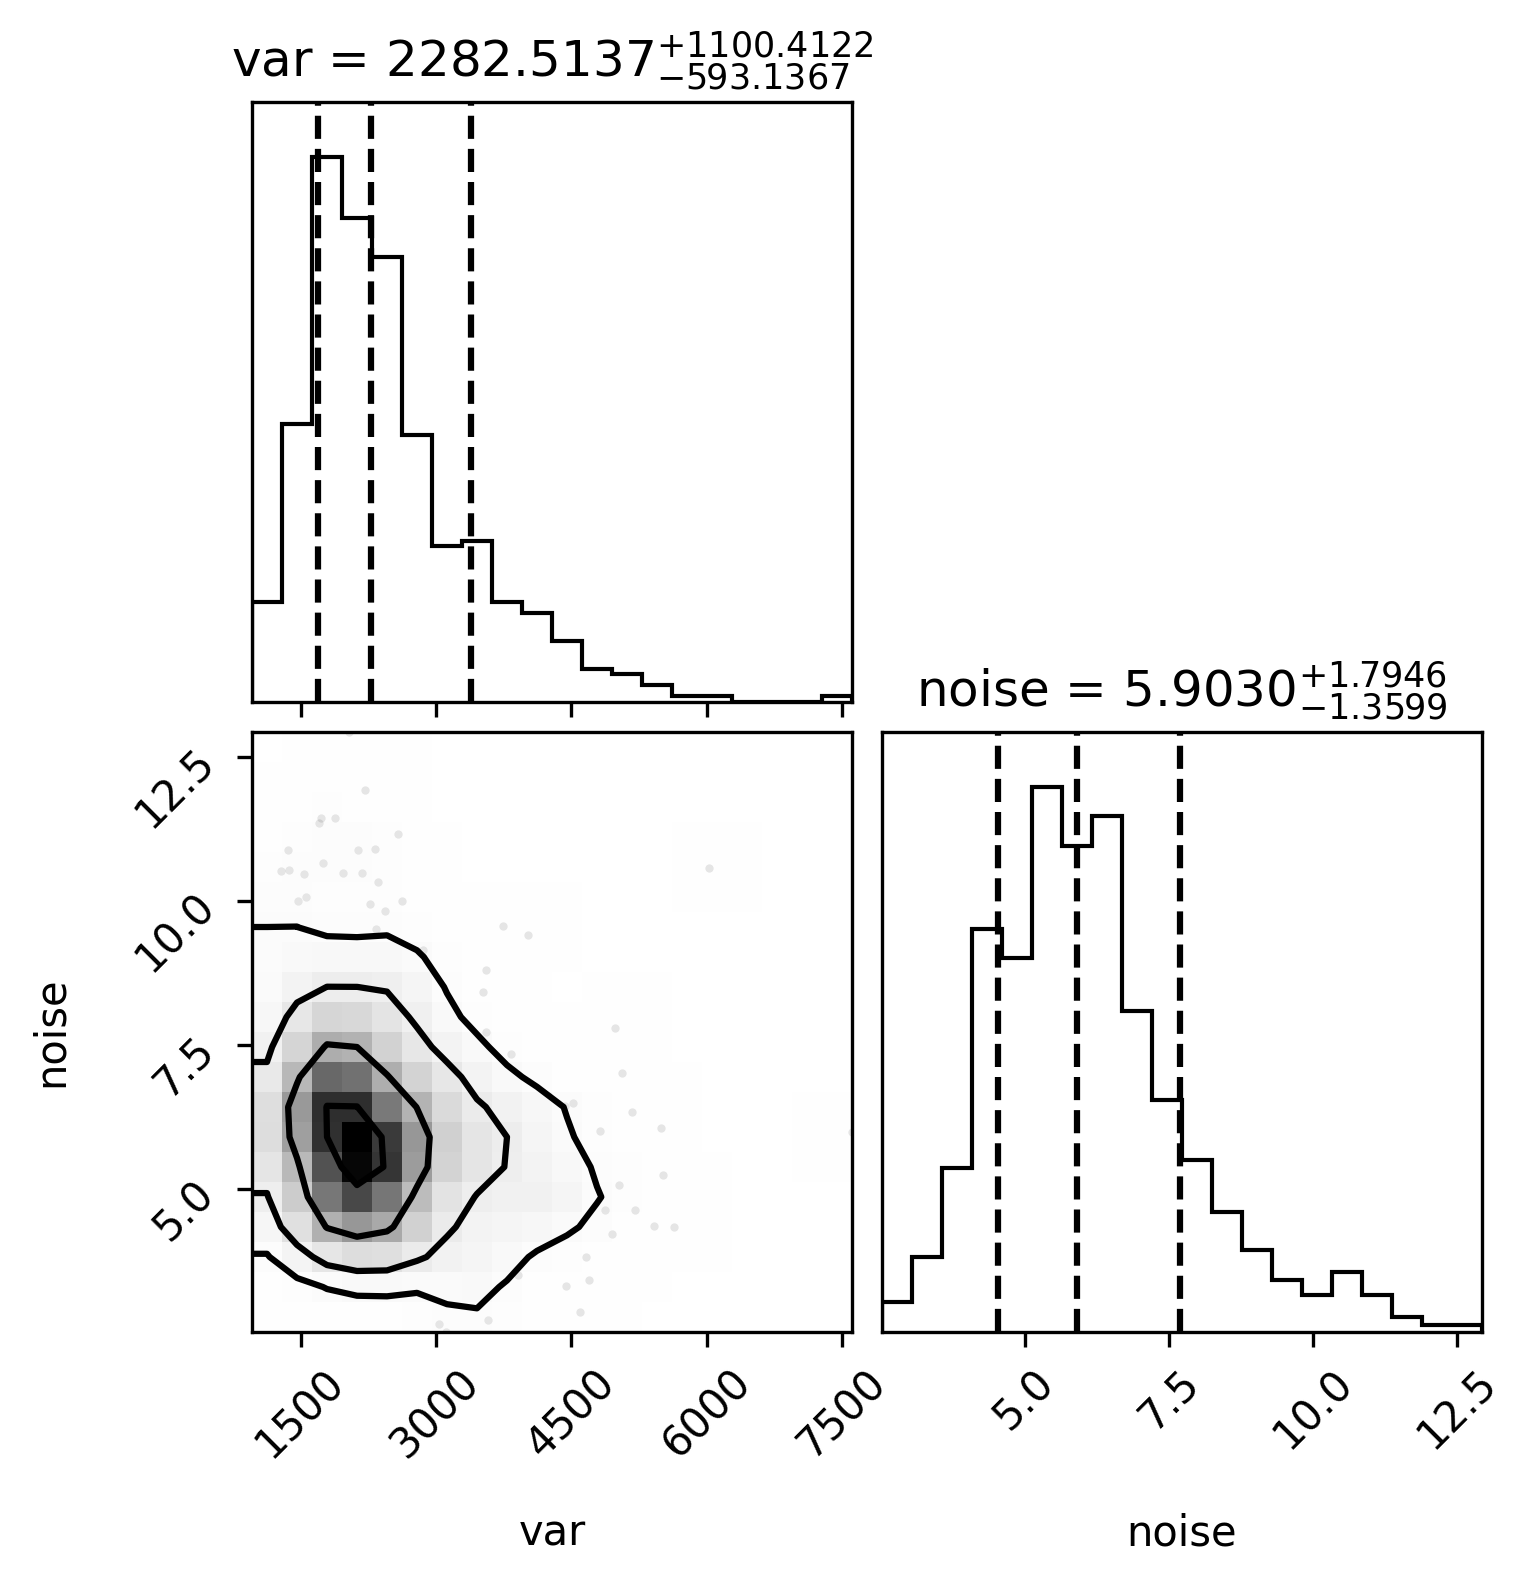 var = 2282.5137+1100.4122 −593.1367
noise = 5.9030+1.7946 −1.3599
12.5
10.0
7.5
5.0
noise
1500 3000 4500 6000 7500
5.0 7.5 10.0 12.5
var
noise